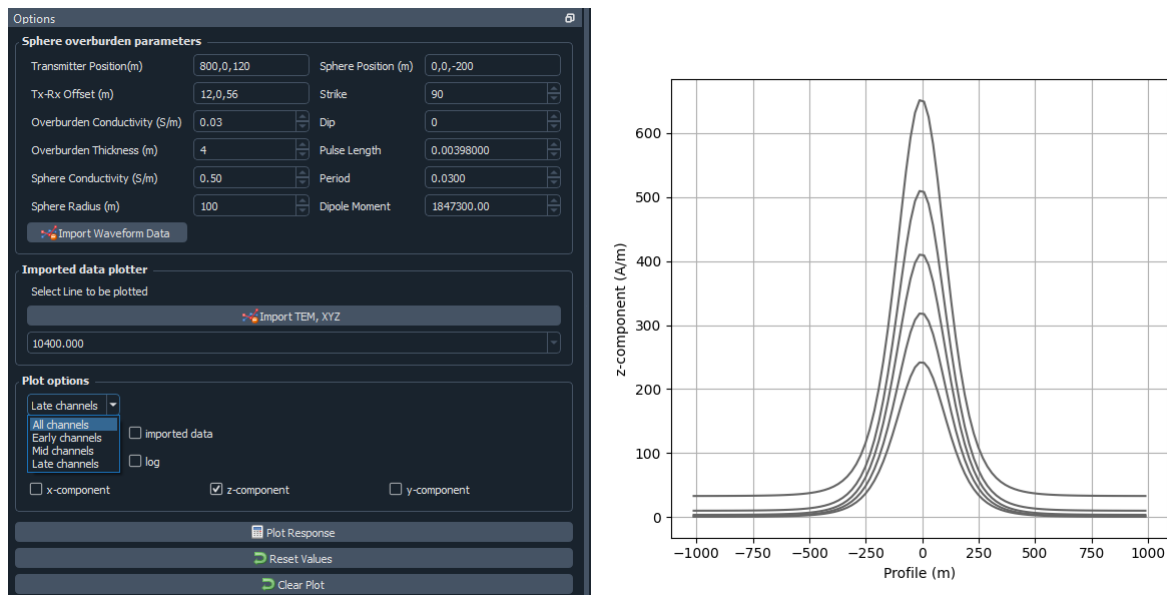 Options
Sphere overburden parameters
Transmitter Position(m) 800,0,120 Sphere Position (m) 0,0,-200
Tx-Rx Offset (m) 12,0,56 Strike 90
Overburden Conductivity (S/m) 0.03 Dip 0
Overburden Thickness (m) 4 Pulse Length 0.00398000
Sphere Conductivity (S/m) 0.50 Period 0.0300
Sphere Radius (m) 100 Dipole Moment 1847300.00
Import Waveform Data
Imported data plotter
Select Line to be plotted
Import TEM, XYZ
10400.000
Plot options
Late channels
All channels
Early channels
Mid channels
Late channels
imported data
log
x-component z-component y-component
Plot Response
Reset Values
Clear Plot
z-component (A/m)
600
500
400
300
200
100
0
−1000 −750 −500 −250 0 250 500 750 1000
Profile (m)